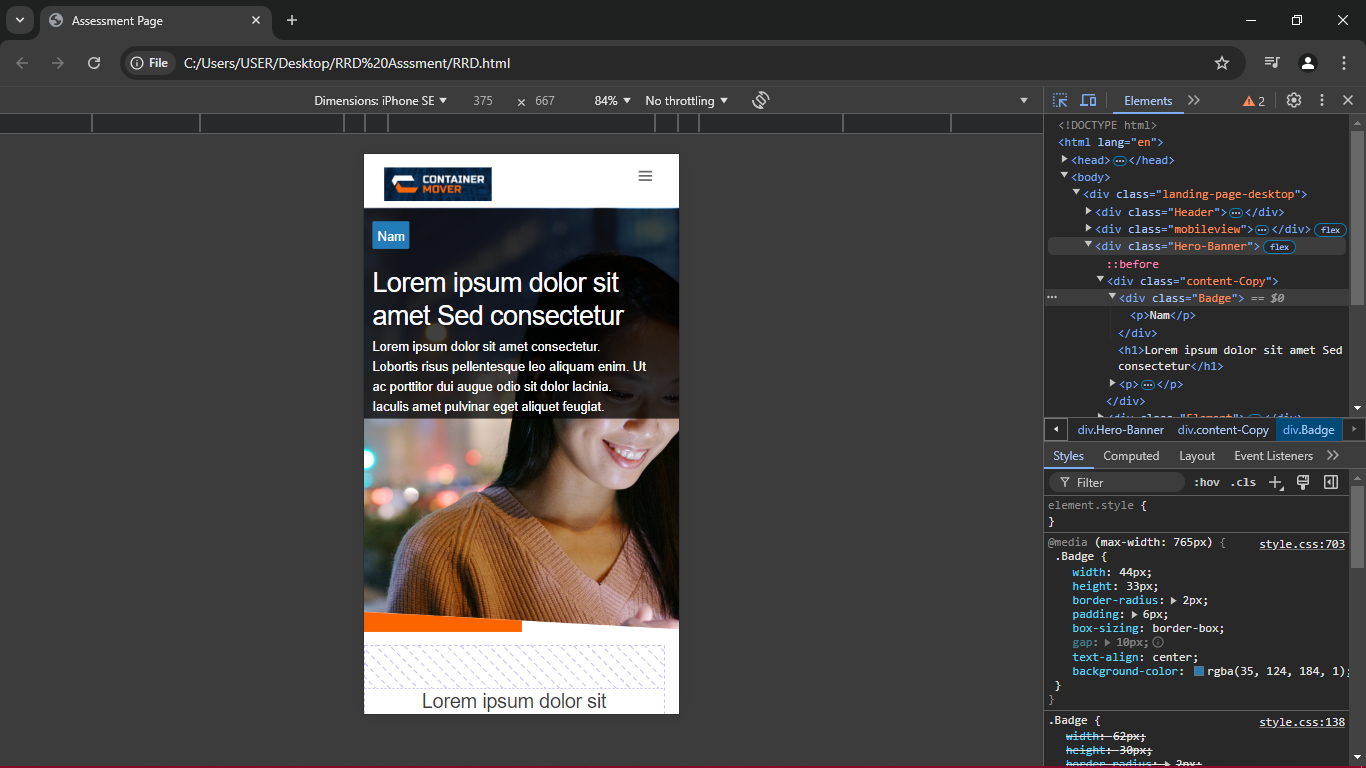 Assessment Page
File
C:/Users/USER/Desktop/RRD%20Asssment/RRD.html
Dimensions: iPhone SE
375
×
667
84%
No throttling
Elements
2
<!DOCTYPE html>
<html lang="en">
<head> </head>
<body>
<div class="landing-page-desktop">
<div class="Header"> </div>
<div class="mobileview"> </div> flex
<div class="Hero-Banner"> flex
::before
<div class="content-Copy">
<div class="Badge"> == $0
<p>Nam</p>
</div>
<h1>Lorem ipsum dolor sit amet Sed
consectetur</h1>
<p> </p>
</div>
<div class="Element"> </div>
div.Hero-Banner div.content-Copy div.Badge
Styles Computed Layout Event Listeners
Filter
:hov .cls
element.style {
}
@media (max-width: 765px) { style.css:703
.Badge {
width: 44px;
height: 33px;
border-radius: 2px;
padding: 6px;
box-sizing: border-box;
gap: 10px;
text-align: center;
background-color: rgba(35, 124, 184, 1);
}
}
.Badge { style.css:138
width: 62px;
height: 30px;
border-radius: 2px;
CONTAINER
MOVER
Nam
Lorem ipsum dolor sit
amet Sed consectetur
Lorem ipsum dolor sit amet consectetur.
Lobortis risus pellentesque leo aliquam enim. Ut
ac porttitor dui augue odio sit dolor lacinia.
Iaculis amet pulvinar eget aliquet feugiat.
Lorem ipsum dolor sit